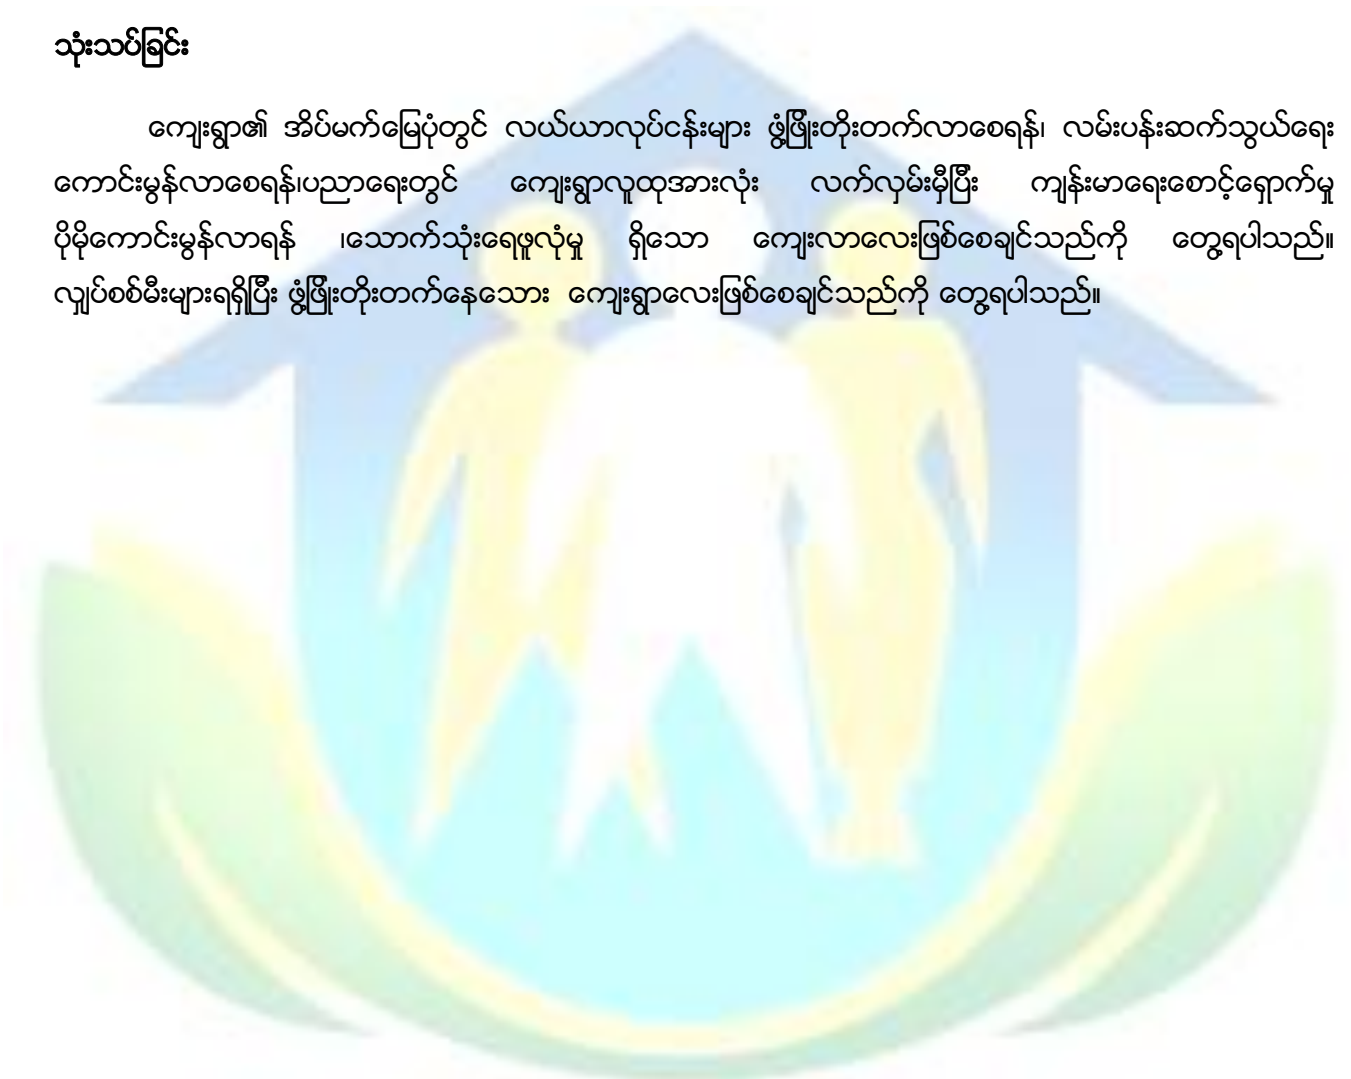 သုံးသပ်ခြင်း
ကျေးရွာ၏ အိပ်မက်မြေပုံတွင် လယ်ယာလုပ်ငန်းများ ဖွံ့ဖြိုးတိုးတက်လာစေရန်၊ လမ်းပန်းဆက်သွယ်ရေး
ကောင်းမွန်လာစေရန်၊ပညာရေးတွင် ကျေးရွာလူထုအားလုံး လက်လှမ်းမှီပြီး ကျန်းမာရေးစောင့်ရှောက်မှု
ပိုမိုကောင်းမွန်လာရန် ၊သောက်သုံးရေဖူလုံမှု ရှိသော ကျေးလာလေးဖြစ်စေချင်သည်ကို တွေ့ရပါသည်။
လျှပ်စစ်မီးများရရှိပြီး ဖွံ့ဖြိုးတိုးတက်နေသေား ကျေးရွာလေးဖြစ်စေချင်သည်ကို တွေ့ရပါသည်။